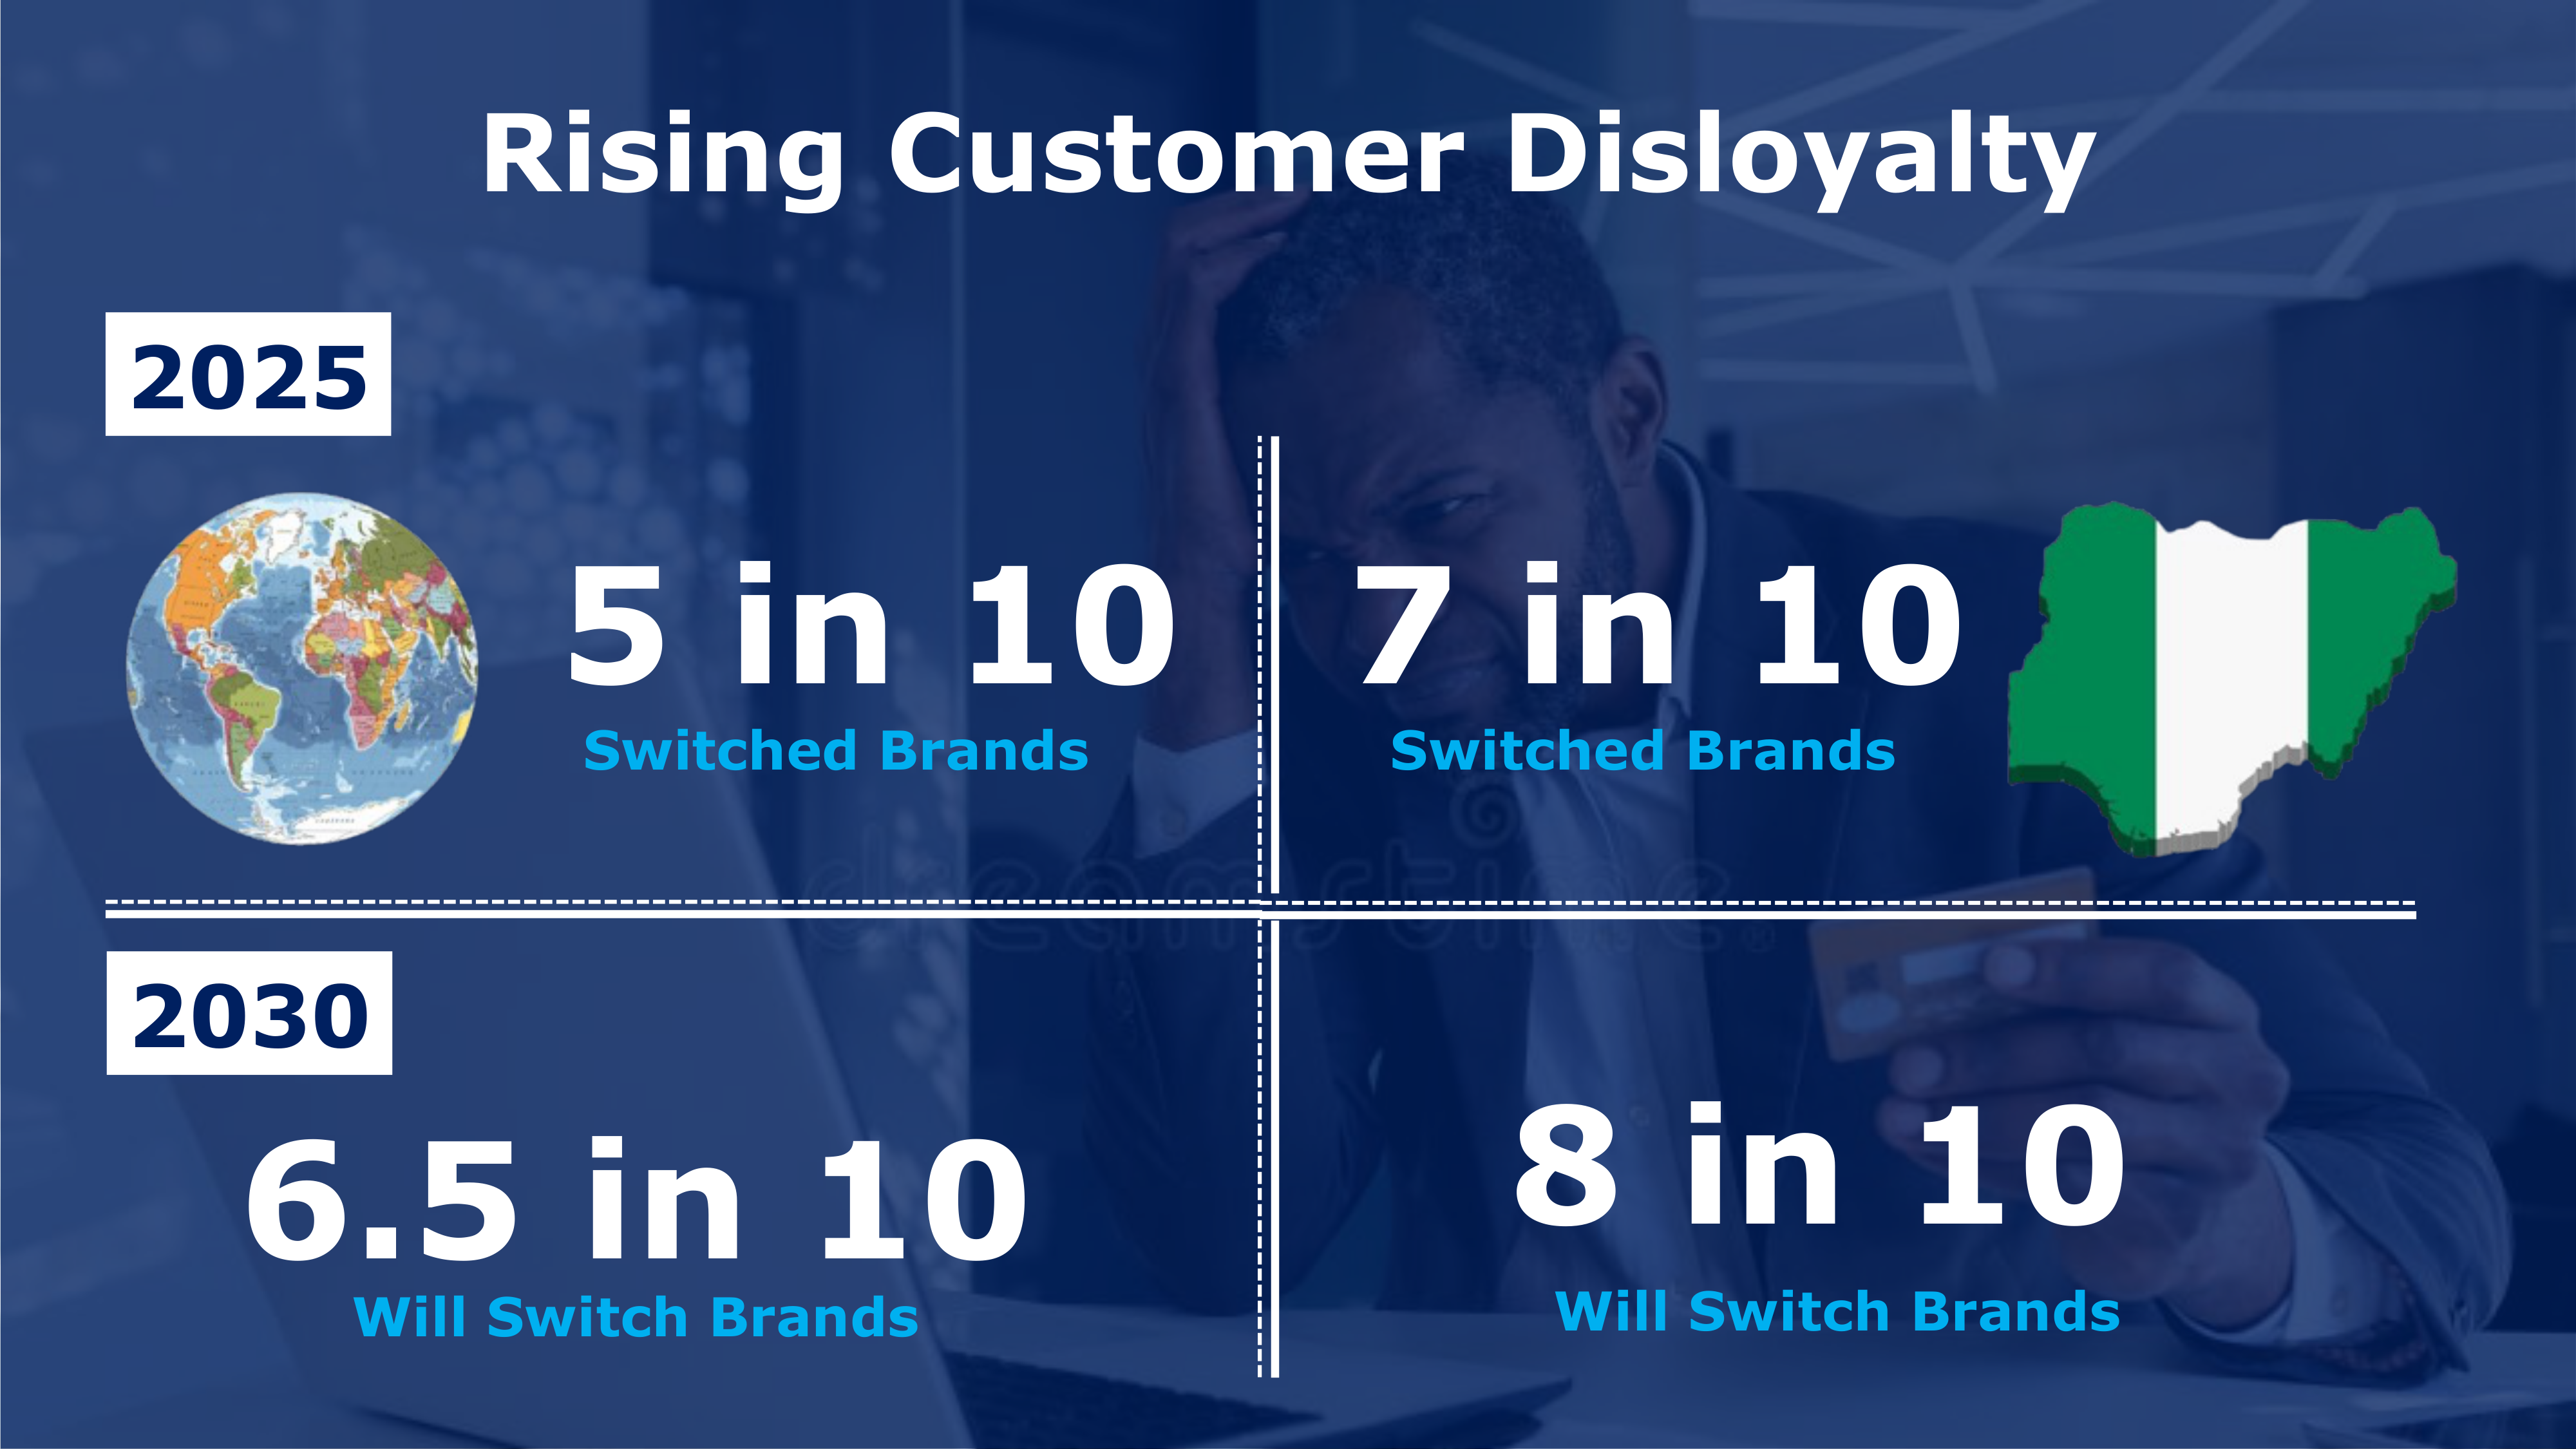 Rising Customer Disloyalty
2025
5 in 10
Switched Brands
7 in 10
Switched Brands
dreamstime®
2030
6.5 in 10
Will Switch Brands
8 in 10
Will Switch Brands